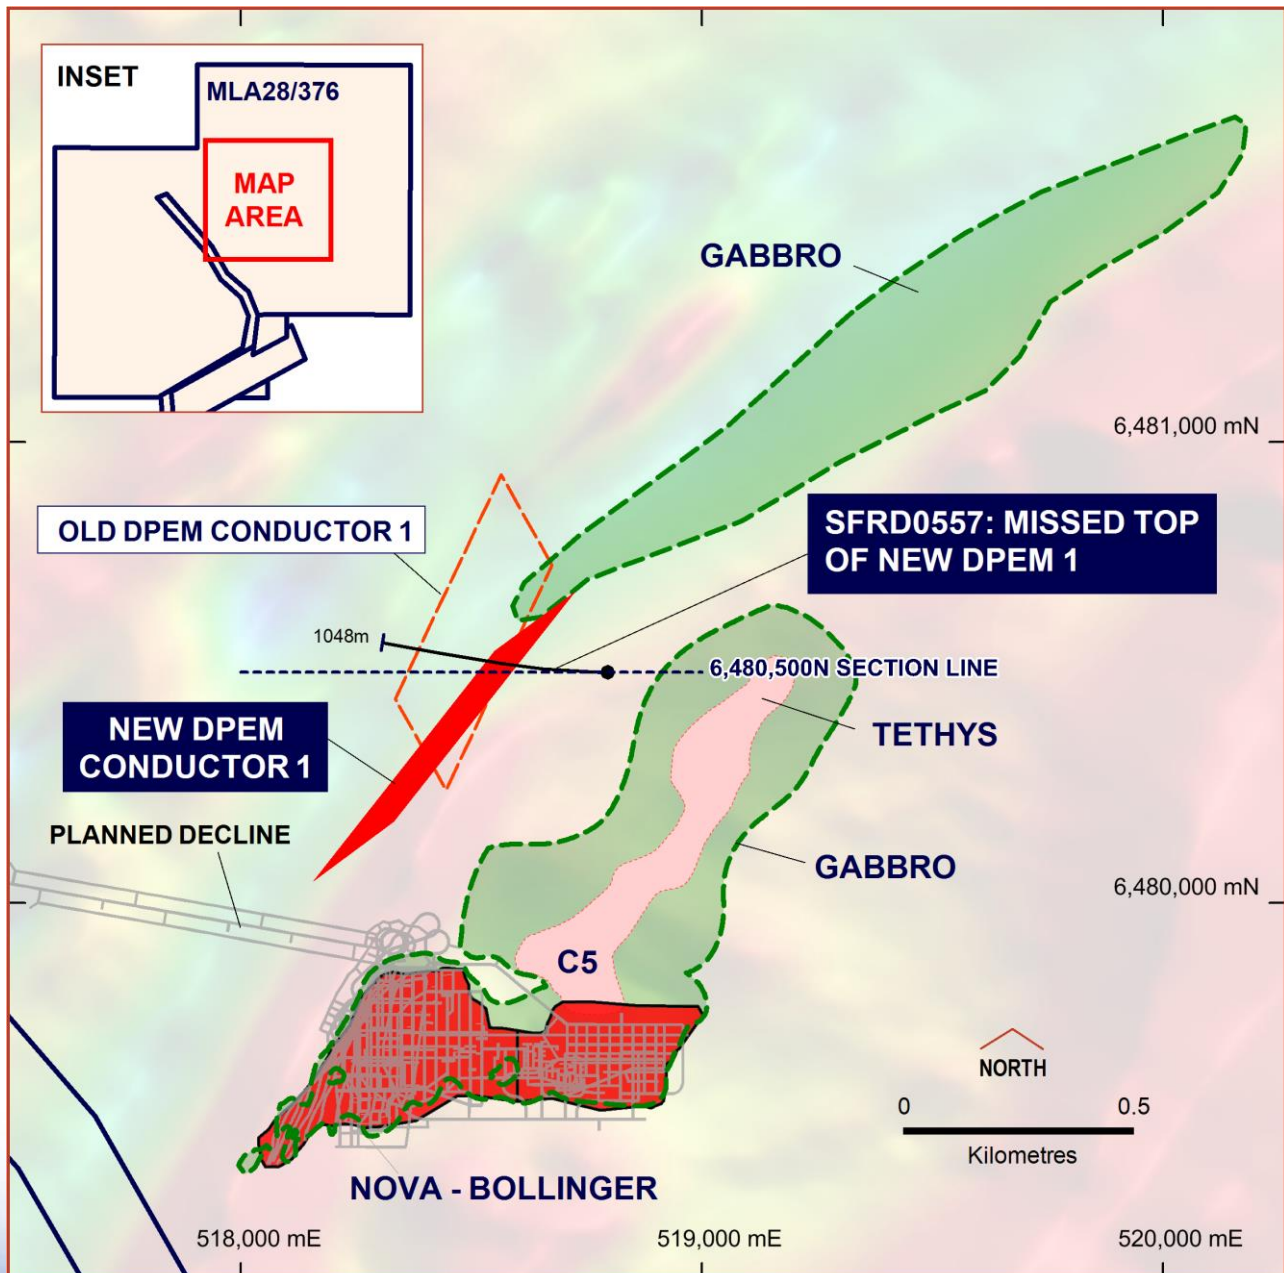 INSET
MLA28/376
MAP
AREA
GABBRO
6,481,000 mN
OLD DPEM CONDUCTOR 1
SFRD0557: MISSED TOP
OF NEW DPEM 1
1048m
6,480,500N SECTION LINE
NEW DPEM
CONDUCTOR 1
TETHYS
PLANNED DECLINE
GABBRO
6,480,000 mN
C5
NORTH
0
0.5
Kilometres
NOVA - BOLLINGER
518,000 mE
519,000 mE
520,000 mE